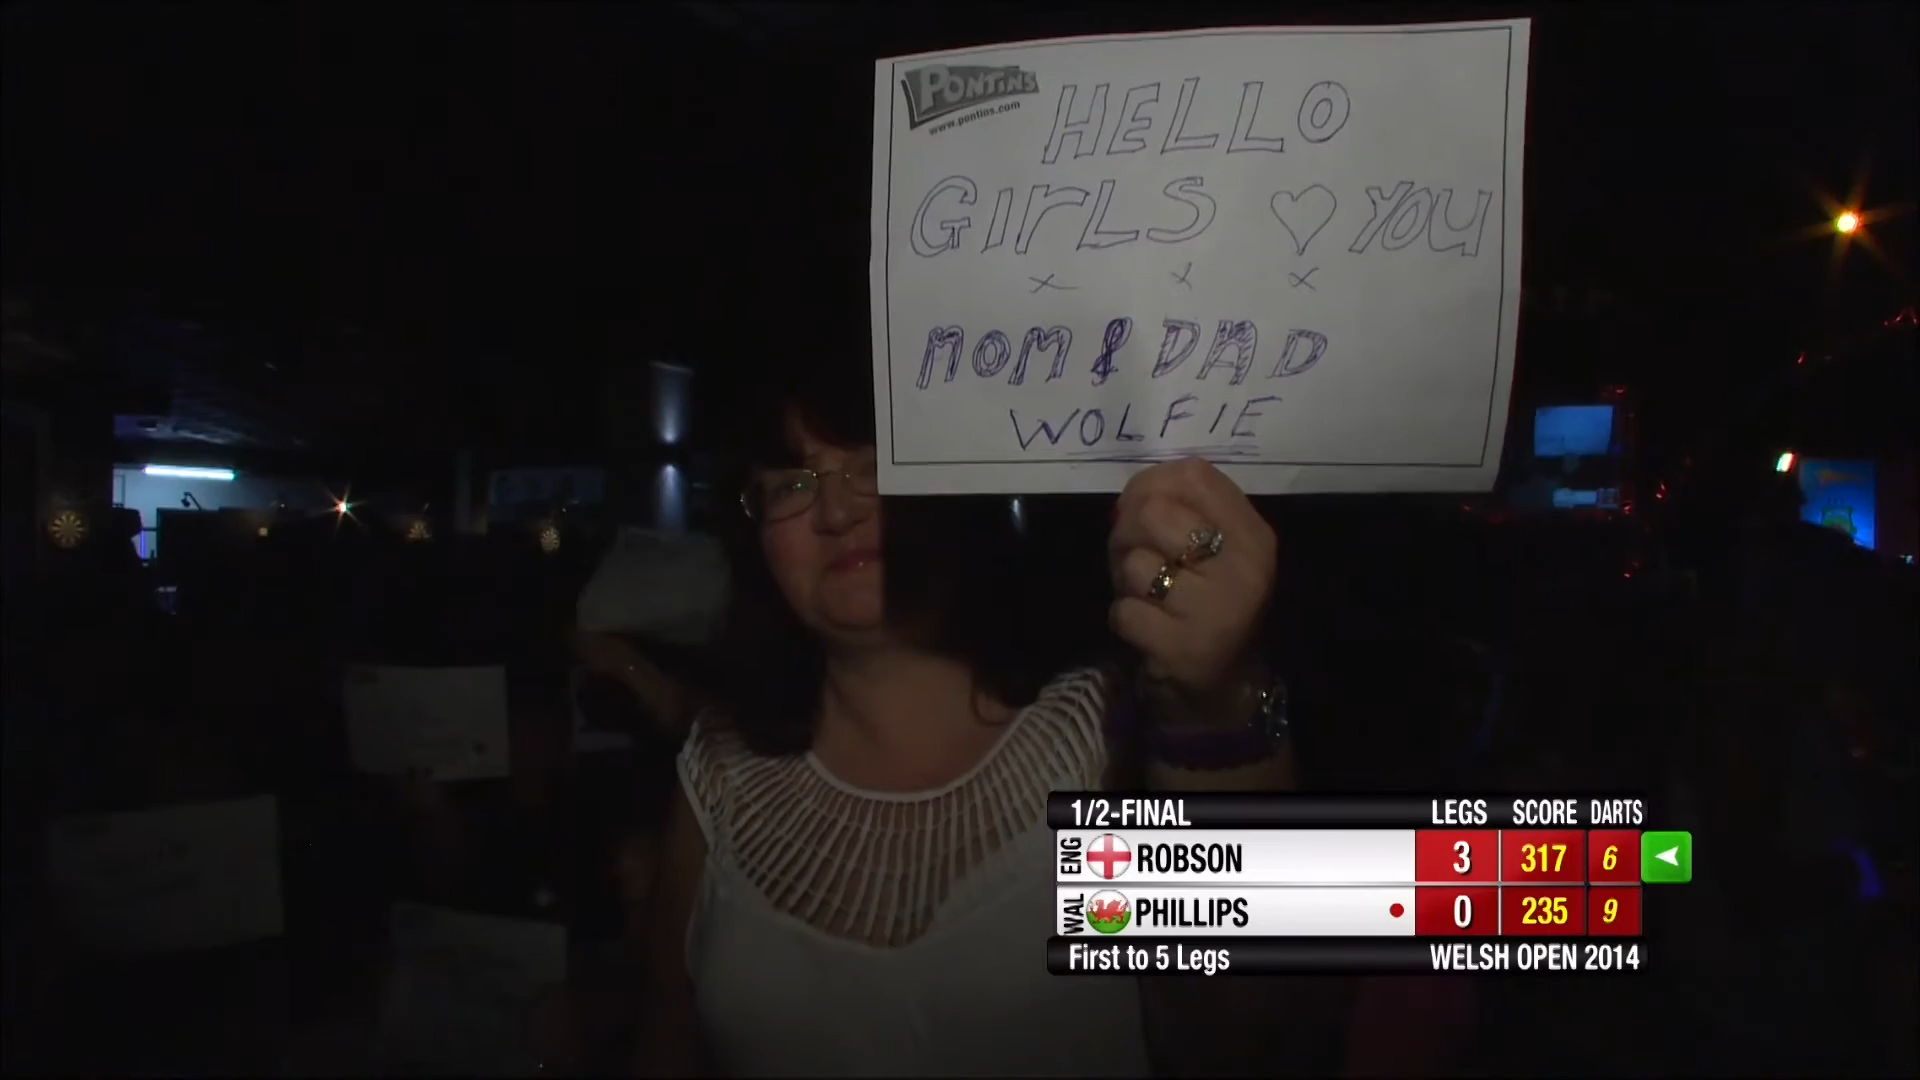 PONTINS
www.pontins.com
HELLO
GIrLS ♡ YOU
x x x
MOM & DAD
WOLFIE
1/2-FINAL LEGS SCORE DARTS
ENG ROBSON 3 317 6
WAL PHILLIPS 0 235 9
First to 5 Legs WELSH OPEN 2014